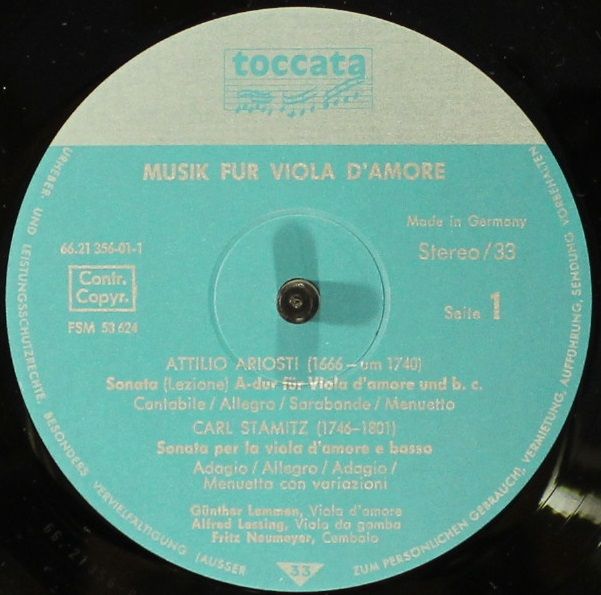 toccata
MUSIK FUR VIOLA D'AMORE
Made in Germany
66.21 356-01-1
Stereo/33
Contr.
Copyr.
Seite 1
FSM 53 624
ATTILIO ARIOSTI (1666 – um 1740)
Sonata (Lezione) A-dur für Viola d'amore und b. c.
Cantabile / Allegro / Sarabande / Menuetto
CARL STAMITZ (1746–1801)
Sonata per la viola d'amore e basso
Adagio / Allegro / Adagio /
Menuetta con variazioni
Günther Lemmen, Viola d'amore
Alfred Lessing, Viola da gamba
Fritz Neumeyer, Cembalo
33
URHEBER- UND LEISTUNGSSCHUTZRECHTE, BESONDERS VERVIELFÄLTIGUNG (AUSSER ZUM PERSÖNLICHEN GEBRAUCH), VERMIETUNG, AUFFÜHRUNG, SENDUNG VORBEHALTEN